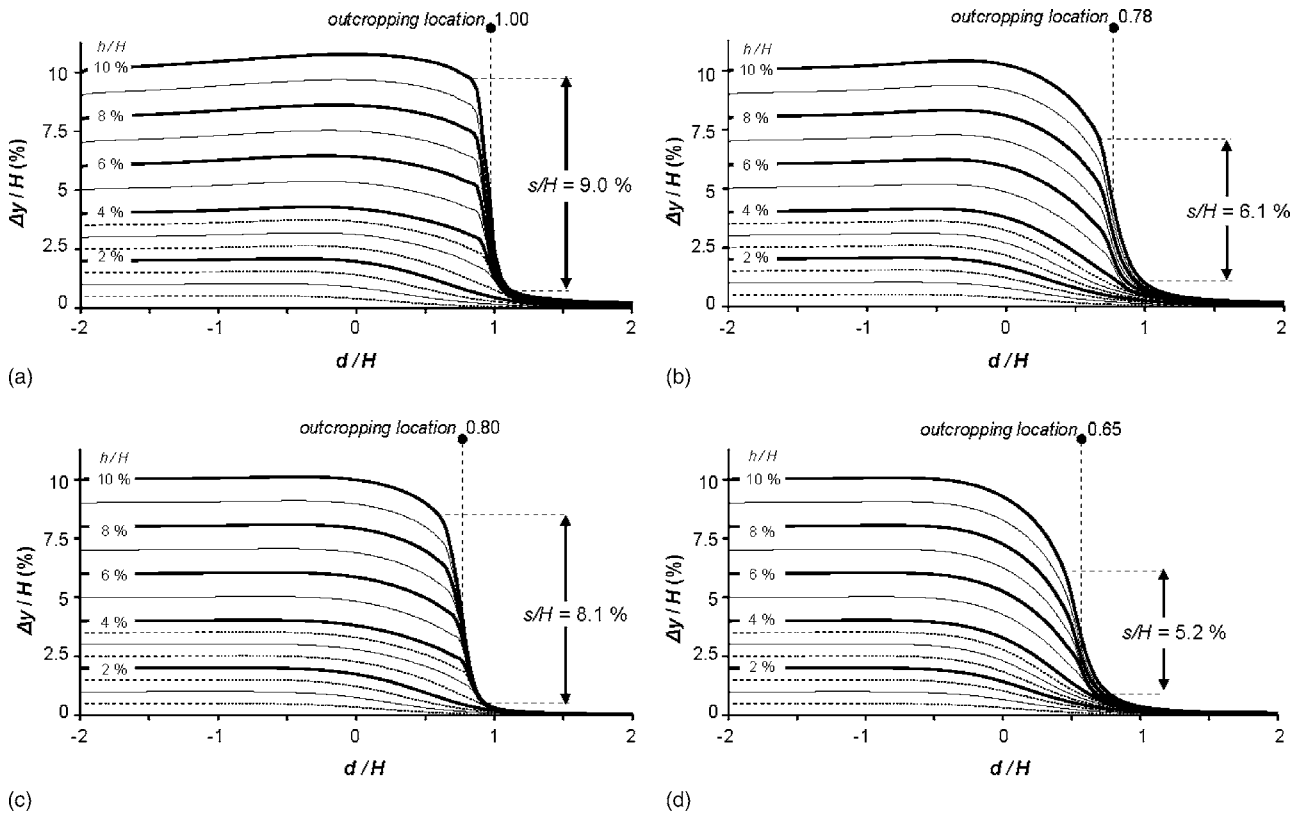 outcropping location 1.00
h/H
10 %
8 %
6 %
4 %
2 %
10
7.5
5
2.5
0
Δy / H (%)
s/H = 9.0 %
-2 -1 0 1 2
d / H
(a)
outcropping location 0.78
h/H
10 %
8 %
6 %
4 %
2 %
10
7.5
5
2.5
0
Δy / H (%)
s/H = 6.1 %
-2 -1 0 1 2
d / H
(b)
outcropping location 0.80
h/H
10 %
8 %
6 %
4 %
2 %
10
7.5
5
2.5
0
Δy / H (%)
s/H = 8.1 %
-2 -1 0 1 2
d / H
(c)
outcropping location 0.65
h/H
10 %
8 %
6 %
4 %
2 %
10
7.5
5
2.5
0
Δy / H (%)
s/H = 5.2 %
-2 -1 0 1 2
d / H
(d)